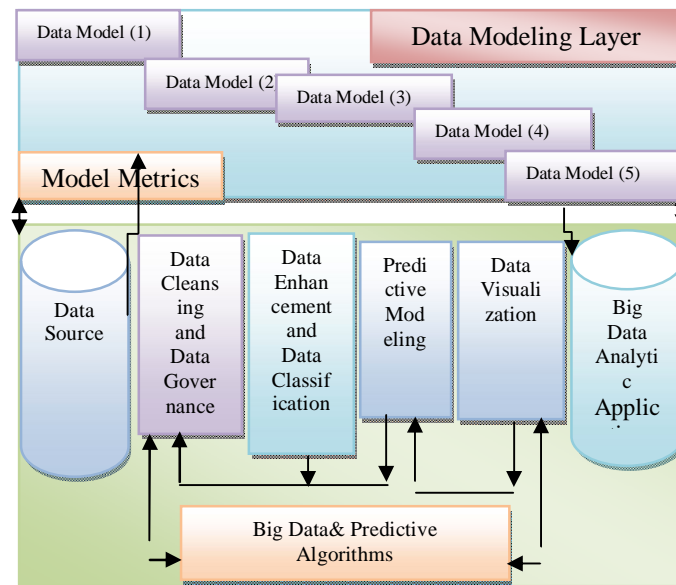 Data Model (1)
Data Modeling Layer
Data Model (2
Data Model (3)
Data Model (4)
Data Model (5)
Model Metrics
Data
Source
Data
Cleans
ing
and
Data
Gover
nance
Data
Enhan
cement
and
Data
Classif
ication
Predi
ctive
Mod
eling
Data
Visuali
zation
Big
Data
Analyti
c
Applic
Big Data& Predictive
Algorithms